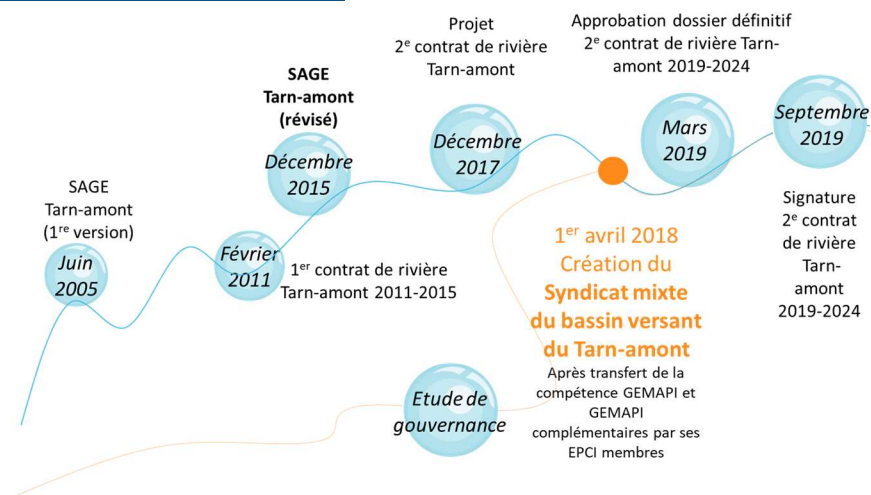 SAGE
Tarn-amont
(1re version)
Juin
2005
Février
2011
1er contrat de rivière
Tarn-amont 2011-2015
SAGE
Tarn-amont
(révisé)
Décembre
2015
Projet
2e contrat de rivière
Tarn-amont
Décembre
2017
Approbation dossier définitif
2e contrat de rivière Tarn-
amont 2019-2024
Mars
2019
Septembre
2019
Signature
2e contrat
de rivière
Tarn-
amont
2019-2024
1er avril 2018
Création du
Syndicat mixte
du bassin versant
du Tarn-amont
Après transfert de la
compétence GEMAPI et
GEMAPI
complémentaires par ses
EPCI membres
Etude de
gouvernance